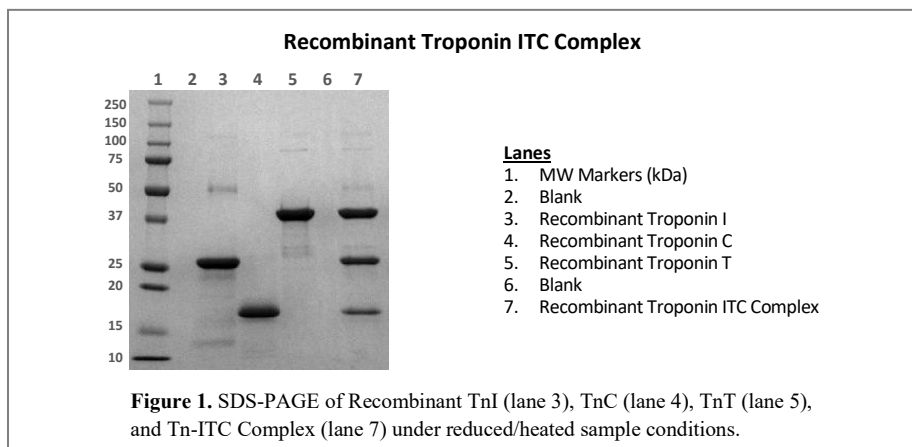 Recombinant Troponin ITC Complex
1 2 3 4 5 6 7
250
150
100
75
50
37
25
20
15
10
Lanes
1. MW Markers (kDa)
2. Blank
3. Recombinant Troponin I
4. Recombinant Troponin C
5. Recombinant Troponin T
6. Blank
7. Recombinant Troponin ITC Complex
Figure 1. SDS-PAGE of Recombinant TnI (lane 3), TnC (lane 4), TnT (lane 5),
and Tn-ITC Complex (lane 7) under reduced/heated sample conditions.